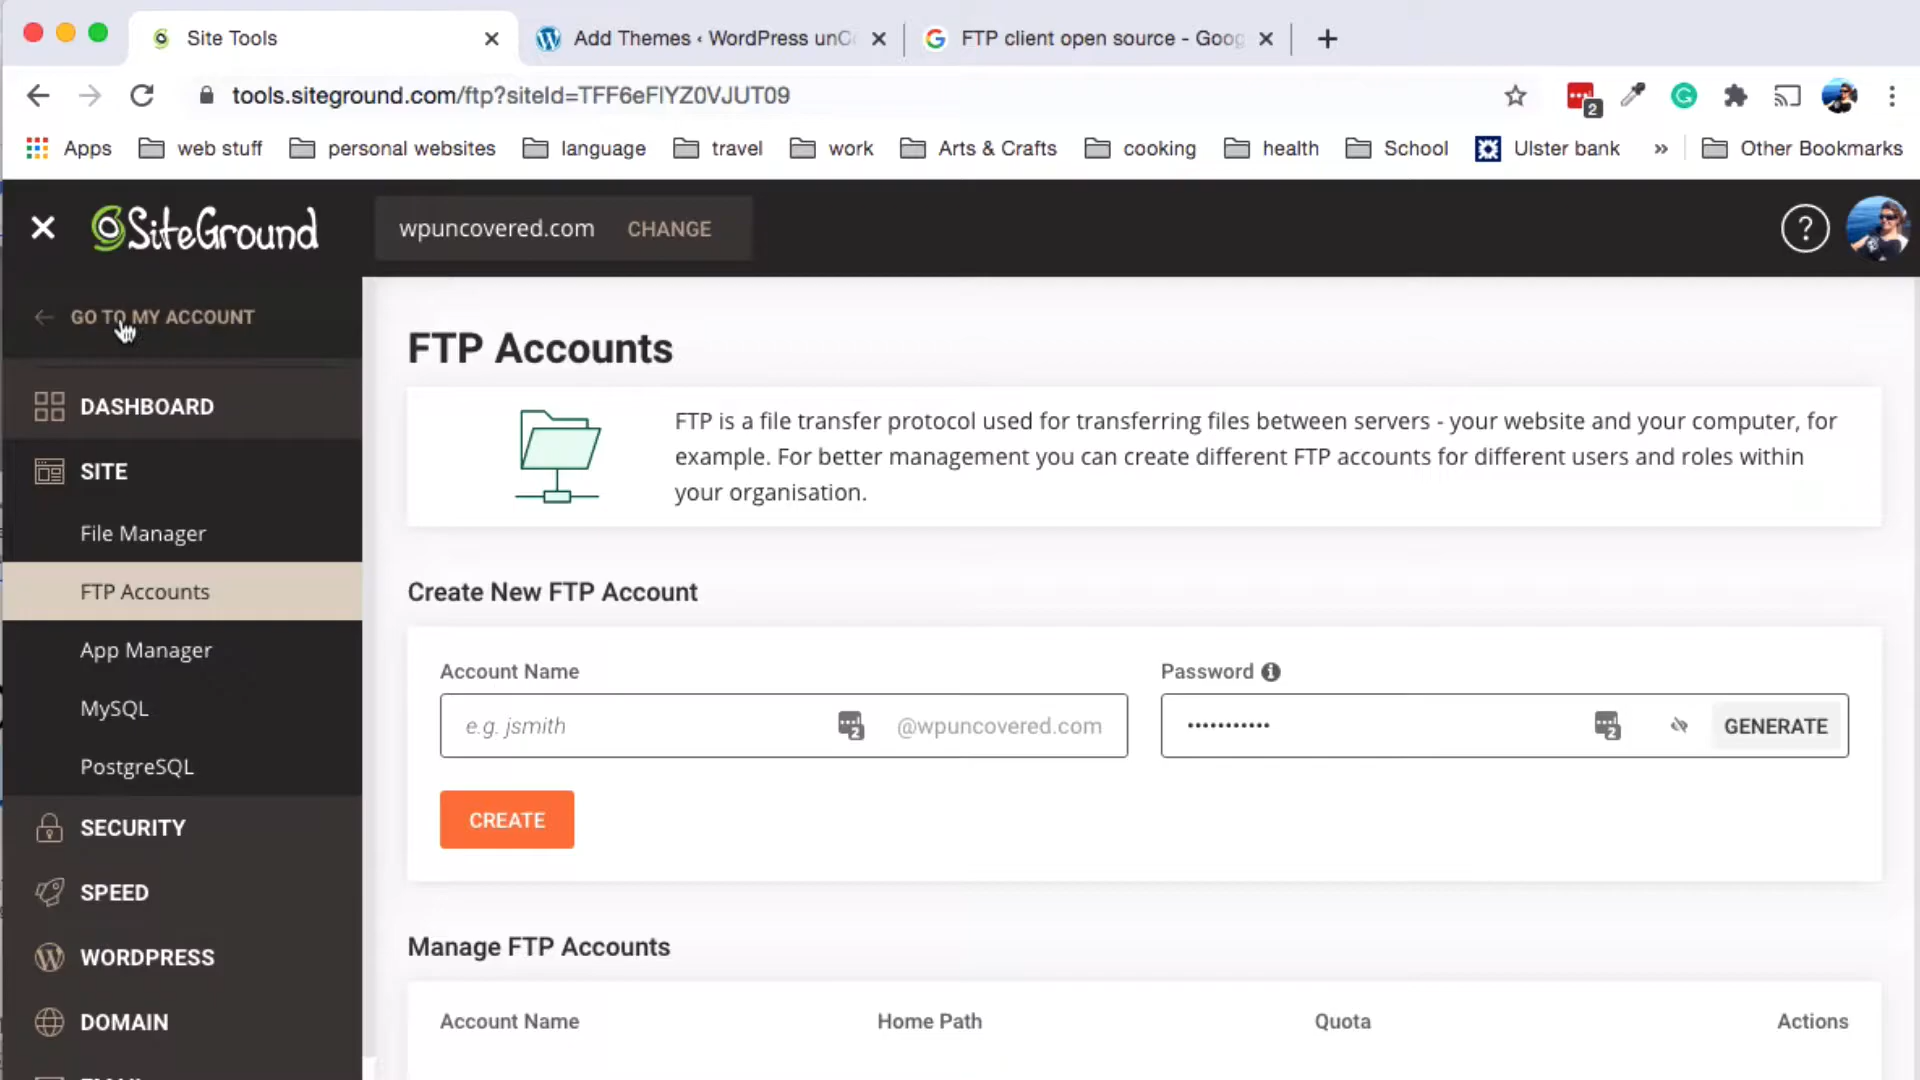 Site Tools
Add Themes ‹ WordPress unC
FTP client open source - Goog
tools.siteground.com/ftp?siteId=TFF6eFlYZ0VJUT09
2
Apps
web stuff
personal websites
language
travel
work
Arts & Crafts
cooking
health
School
Ulster bank
»
Other Bookmarks
SiteGround
wpuncovered.com
CHANGE
?
GO TO MY ACCOUNT
DASHBOARD
SITE
File Manager
FTP Accounts
App Manager
MySQL
PostgreSQL
SECURITY
SPEED
WORDPRESS
DOMAIN
FTP Accounts
FTP is a file transfer protocol used for transferring files between servers - your website and your computer, for
example. For better management you can create different FTP accounts for different users and roles within
your organisation.
Create New FTP Account
Account Name
e.g. jsmith
2
@wpuncovered.com
Password
•••••••••••
2
GENERATE
CREATE
Manage FTP Accounts
Account Name
Home Path
Quota
Actions